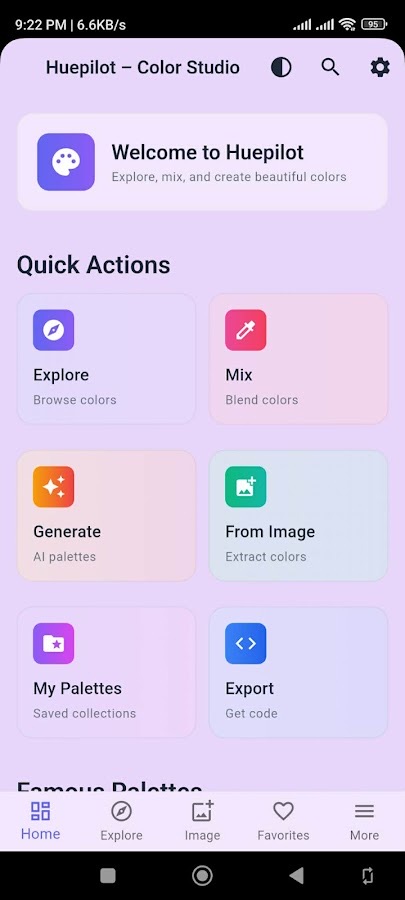 9:22 PM | 6.6KB/s
95
Huepilot – Color Studio
Welcome to Huepilot
Explore, mix, and create beautiful colors
Quick Actions
Explore
Browse colors
Mix
Blend colors
Generate
AI palettes
From Image
Extract colors
My Palettes
Saved collections
Export
Get code
Famous Palettes
Home
Explore
Image
Favorites
More